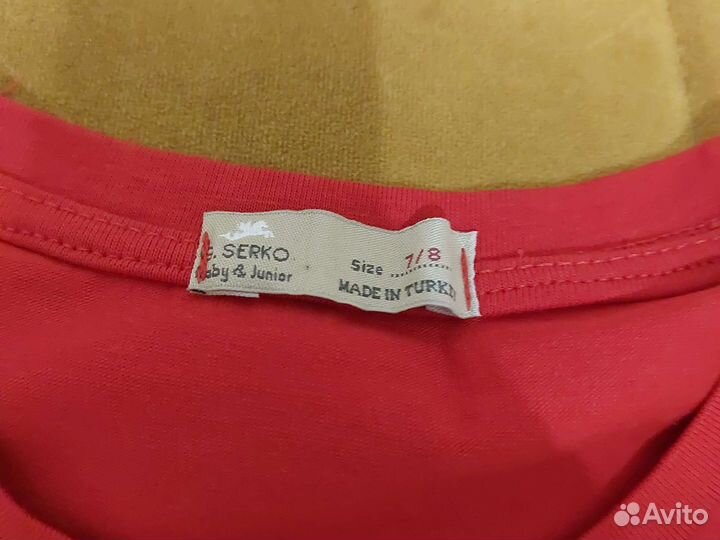 SERKO
Baby & Junior
Size 7/8
MADE IN TURKEY
Avito